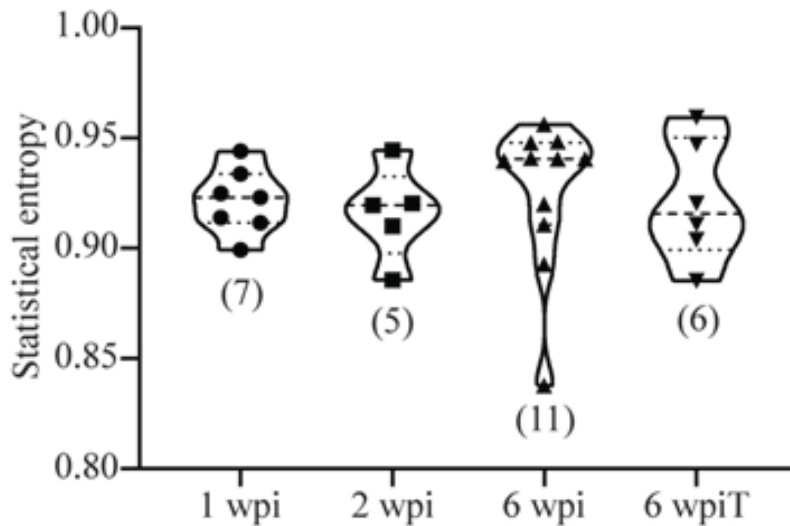 Statistical entropy
1.00
0.95
0.90
0.85
0.80
(7)
(5)
(11)
(6)
1 wpi
2 wpi
6 wpi
6 wpiT